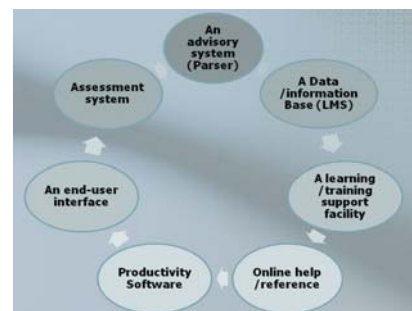 An
advisory
system
(Parser)
A Data
/information
Base (LMS)
A learning
/training
support
facility
Online help
/reference
Productivity
Software
An end-user
interface
Assessment
system